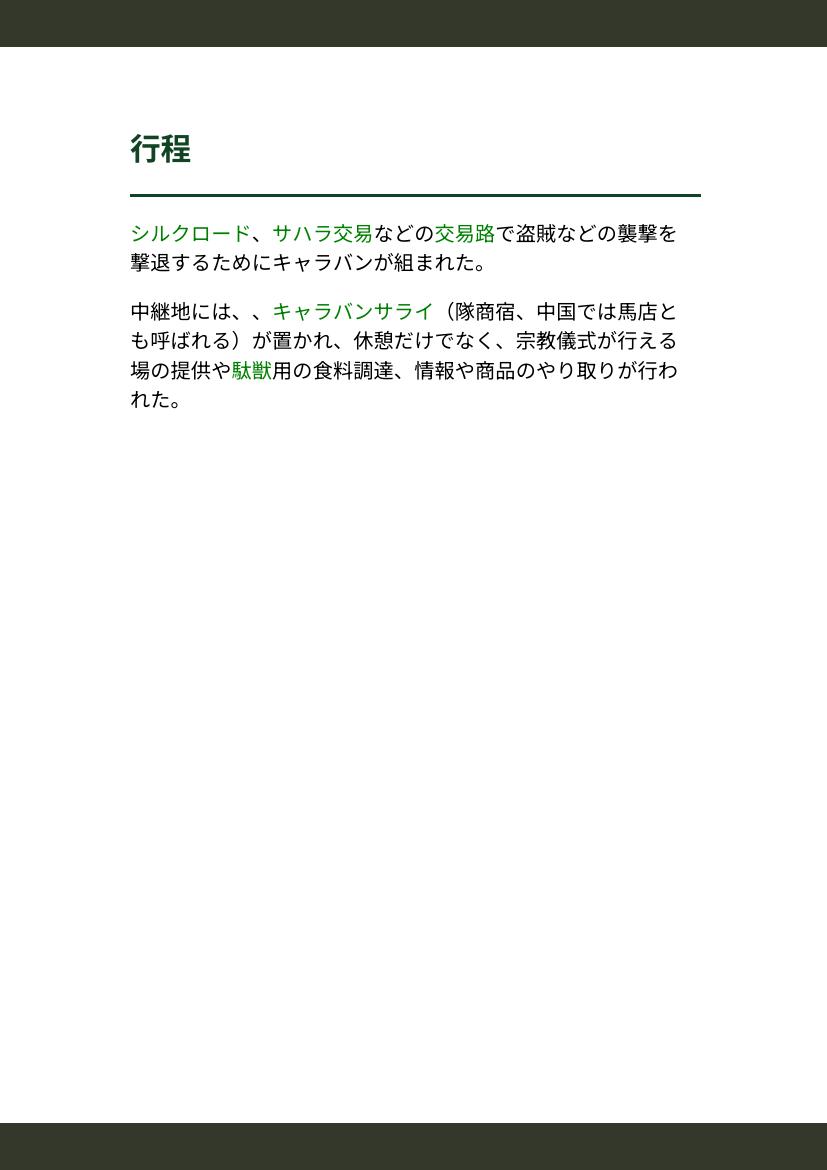 行程
シルクロード、サハラ交易などの交易路で盗賊などの襲撃を
撃退するためにキャラバンが組まれた。
中継地には、、キャラバンサライ（隊商宿、中国では馬店と
も呼ばれる）が置かれ、休憩だけでなく、宗教儀式が行える
場の提供や駄獣用の食料調達、情報や商品のやり取りが行わ
れた。